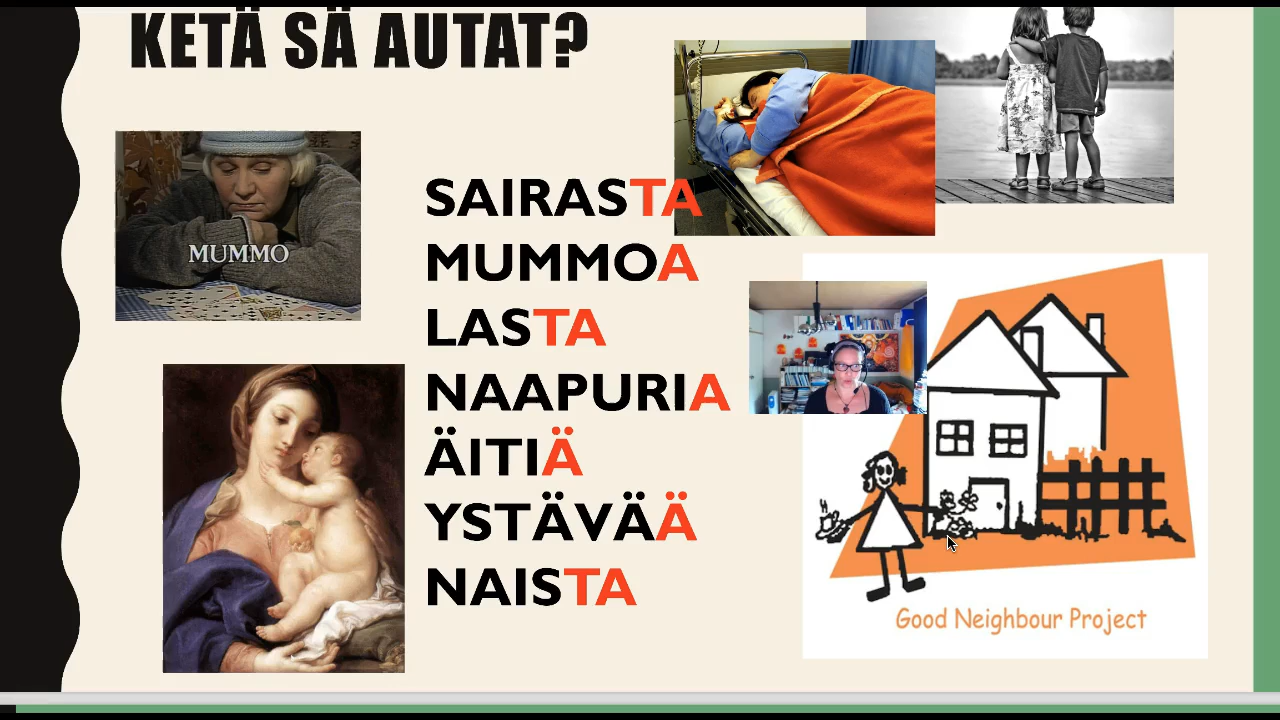 KETÄ SÄ AUTAT?
MUMMO
SAIRASTA
MUMMOA
LASTA
NAAPURIA
ÄITIÄ
YSTÄVÄÄ
NAISTA
Good Neighbour Project